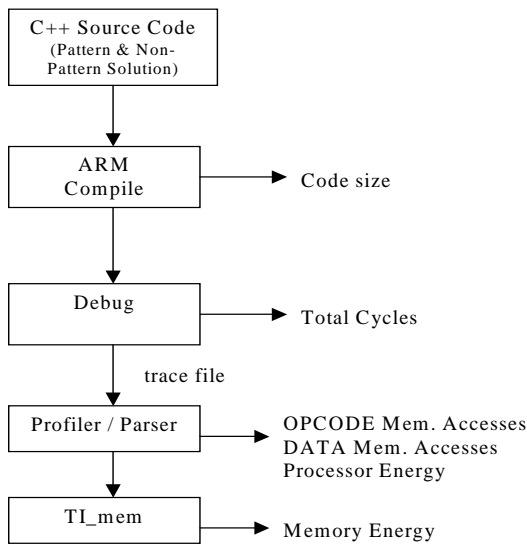 C++ Source Code
(Pattern & Non-
Pattern Solution)
ARM
Compile
Code size
Debug
Total Cycles
trace file
Profiler / Parser
OPCODE Mem. Accesses
DATA Mem. Accesses
Processor Energy
TI_mem
Memory Energy